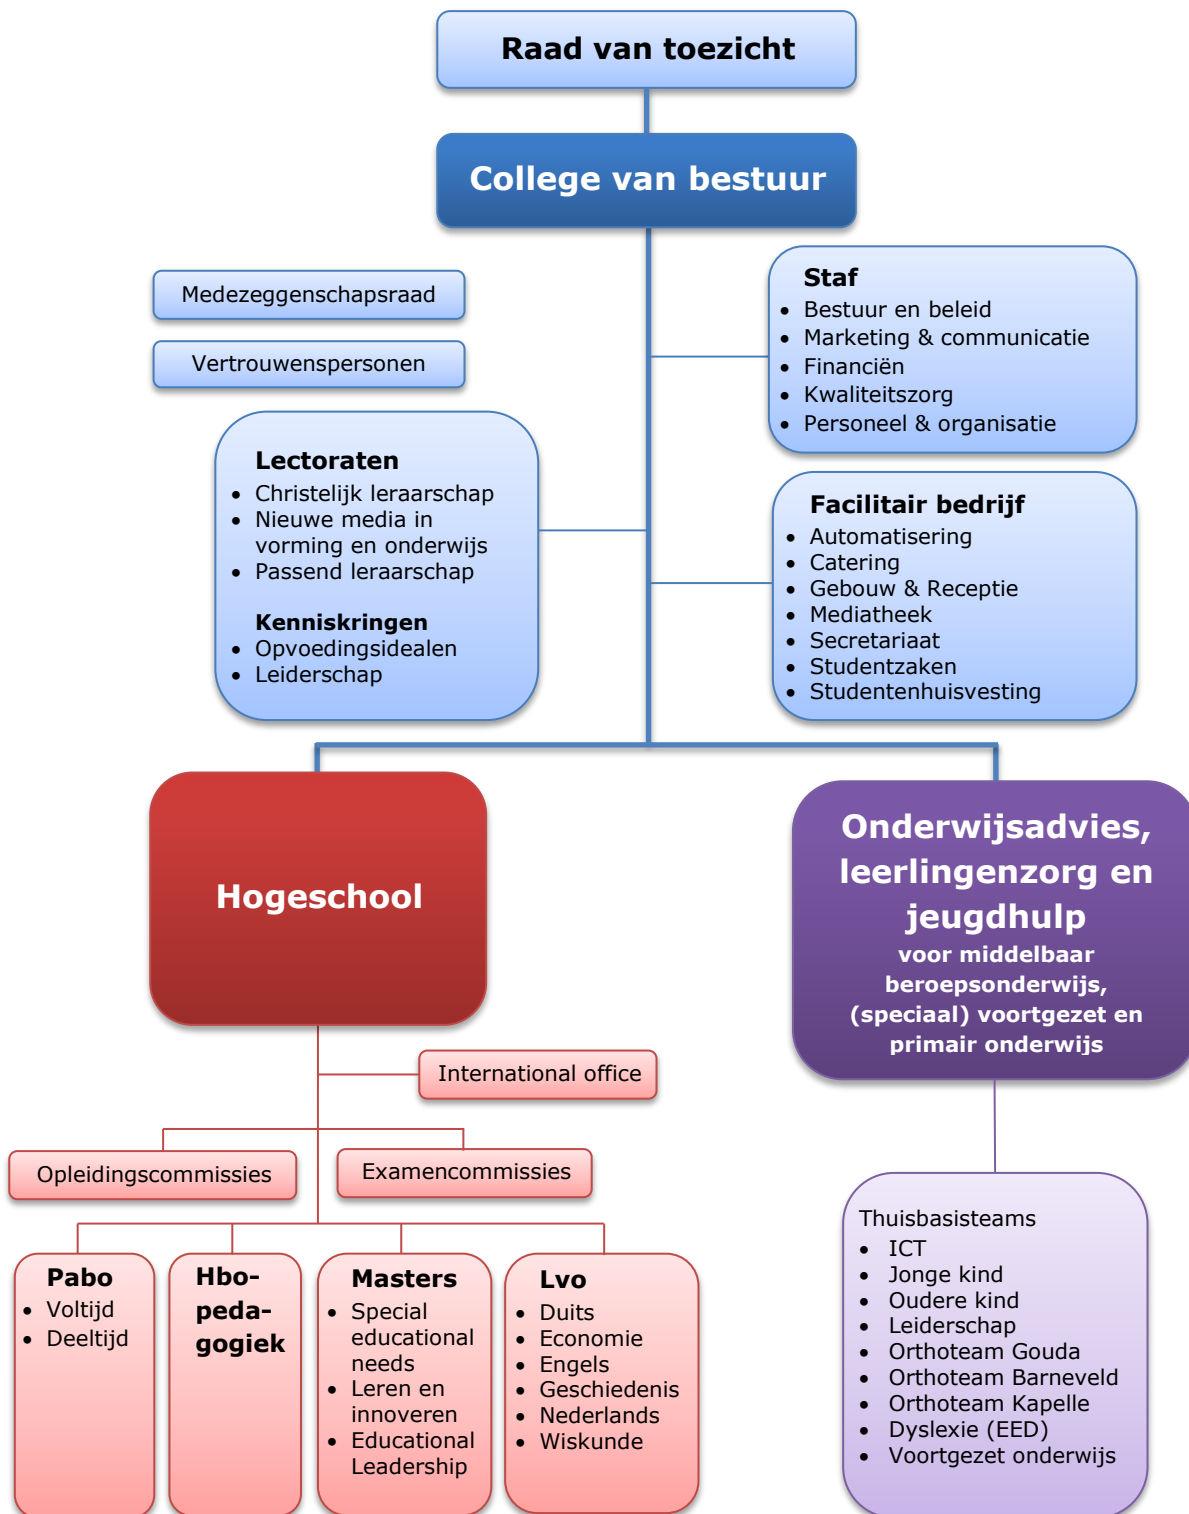 Raad van toezicht
College van bestuur
Medezeggenschapsraad
Vertrouwenspersonen
Staf
• Bestuur en beleid
• Marketing & communicatie
• Financiën
• Kwaliteitszorg
• Personeel & organisatie
Lectoraten
• Christelijk leraarschap
• Nieuwe media in
vorming en onderwijs
• Passend leraarschap
Kenniskringen
• Opvoedingsidealen
• Leiderschap
Facilitair bedrijf
• Automatisering
• Catering
• Gebouw & Receptie
• Mediatheek
• Secretariaat
• Studentzaken
• Studentenhuisvesting
Hogeschool
Onderwijsadvies,
leerlingenzorg en
jeugdhulp
voor middelbaar
beroepsonderwijs,
(speciaal) voortgezet en
primair onderwijs
International office
Opleidingscommissies
Examencommissies
Pabo
• Voltijd
• Deeltijd
Hbo-
peda-
gogiek
Masters
• Special
educational
needs
• Leren en
innoveren
• Educational
Leadership
Lvo
• Duits
• Economie
• Engels
• Geschiedenis
• Nederlands
• Wiskunde
Thuisbasisteams
• ICT
• Jonge kind
• Oudere kind
• Leiderschap
• Orthoteam Gouda
• Orthoteam Barneveld
• Orthoteam Kapelle
• Dyslexie (EED)
• Voortgezet onderwijs